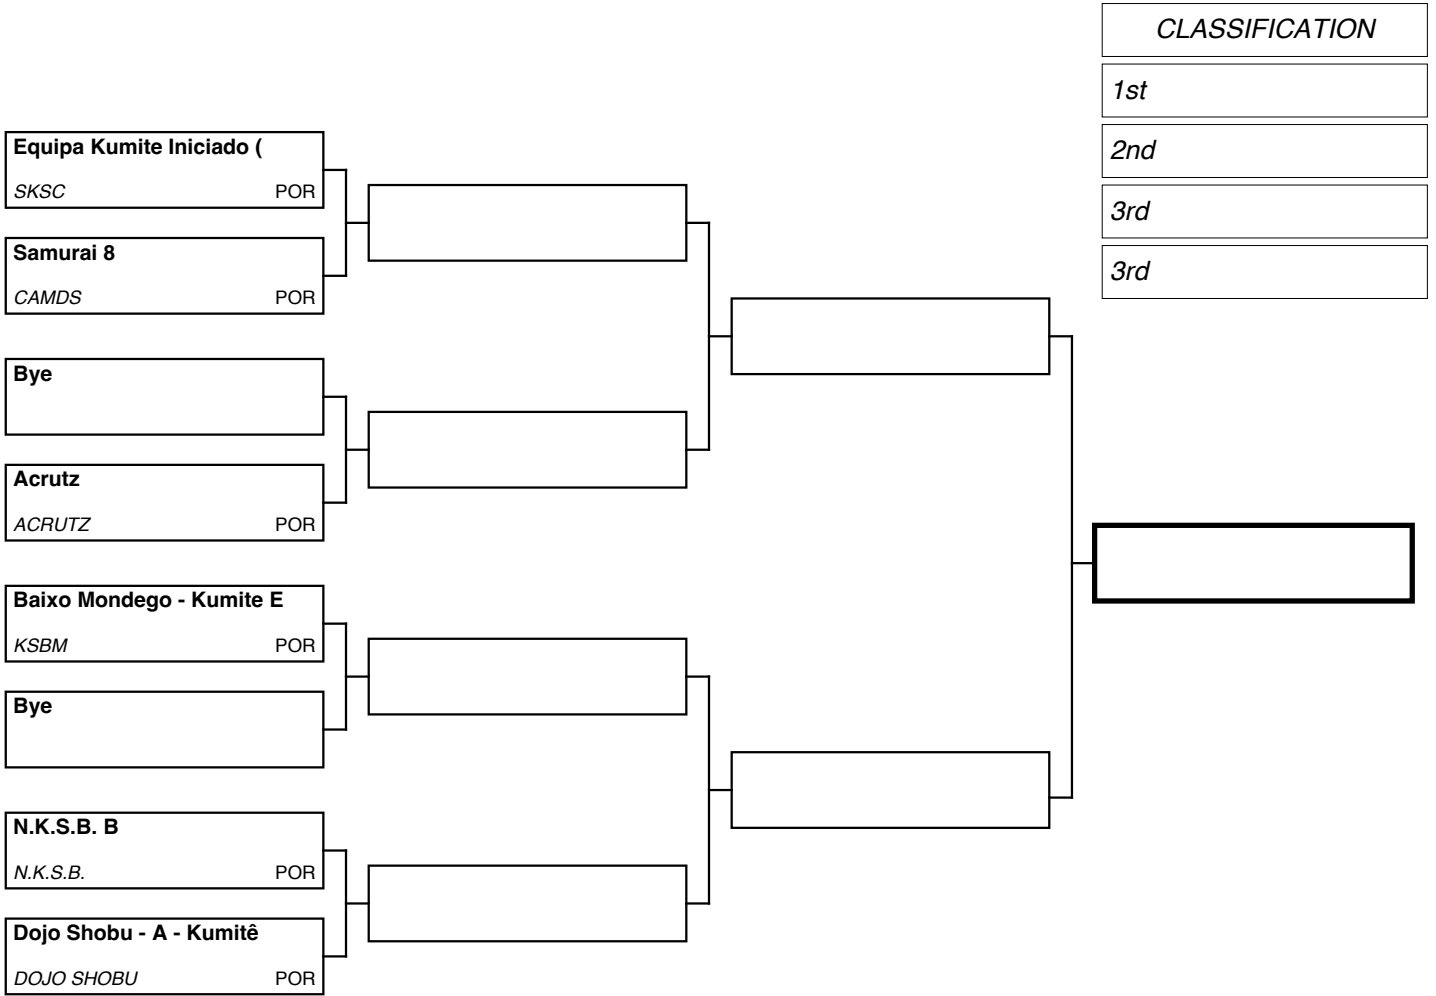 CLASSIFICATION
1st
2nd
3rd
3rd
Equipa Kumite Iniciado (
SKSC POR
Samurai 8
CAMDS POR
Bye
Acrutz
ACRUTZ POR
Baixo Mondego - Kumite E
KSBM POR
Bye
N.K.S.B. B
N.K.S.B. POR
Dojo Shobu - A - Kumitê
DOJO SHOBU POR